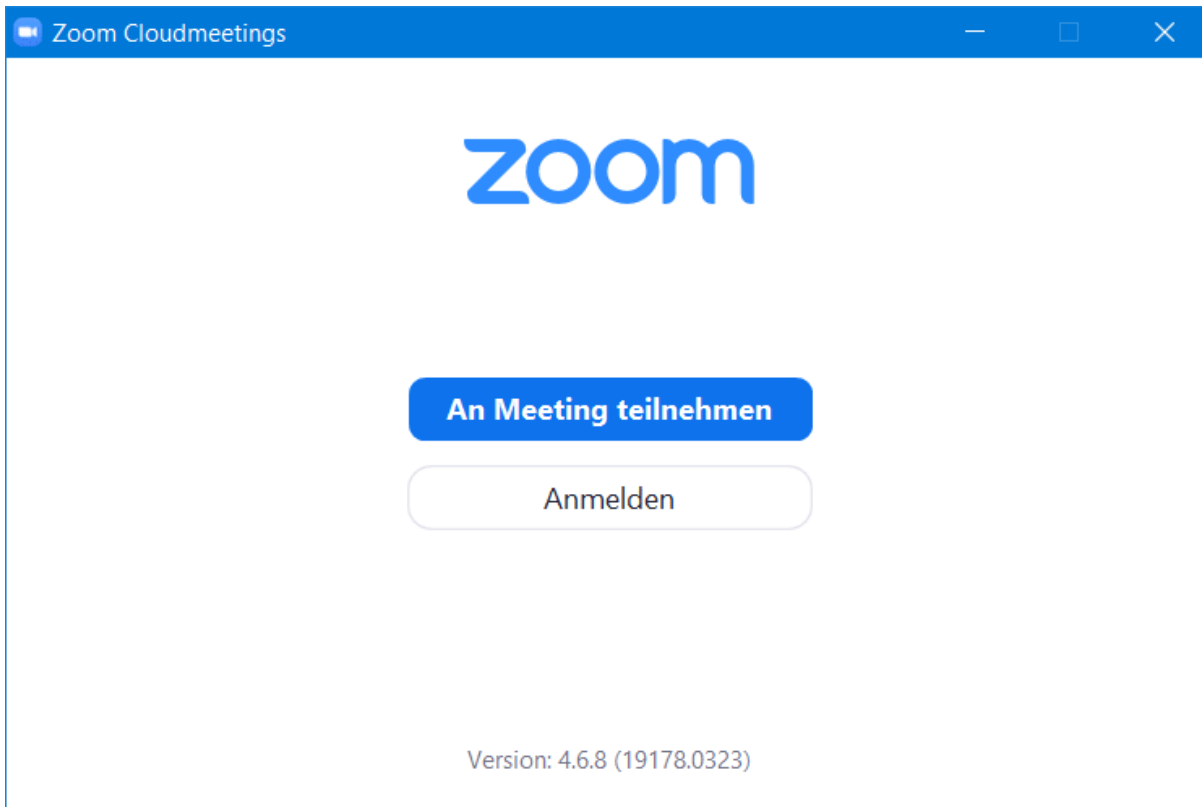 Zoom Cloudmeetings
zoom
An Meeting teilnehmen
Anmelden
Version: 4.6.8 (19178.0323)